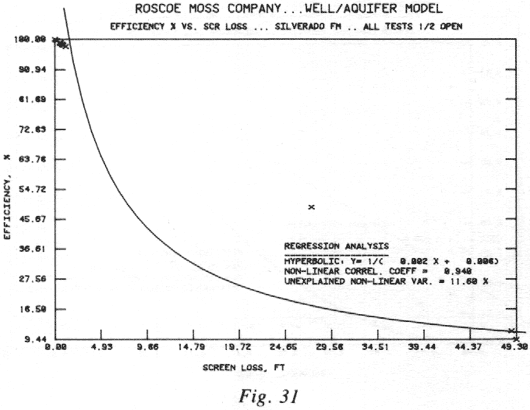 ROSCOE MOSS COMPANY...WELL/AQUIFER MODEL
EFFICIENCY % VS. SCR LOSS ... SILVERADO FM .. ALL TESTS 1/2 OPEN
100.00
90.94
81.89
72.83
63.78
54.72
45.67
36.61
27.56
18.50
9.44
EFFICIENCY, %
REGRESSION ANALYSIS
HYPERBOLIC: Y= 1/( 0.002 X + 0.006)
NON-LINEAR CORREL. COEFF = 0.940
UNEXPLAINED NON-LINEAR VAR. = 11.60 %
0.00 4.93 9.86 14.79 19.72 24.65 29.58 34.51 39.44 44.37 49.30
SCREEN LOSS, FT
Fig. 31